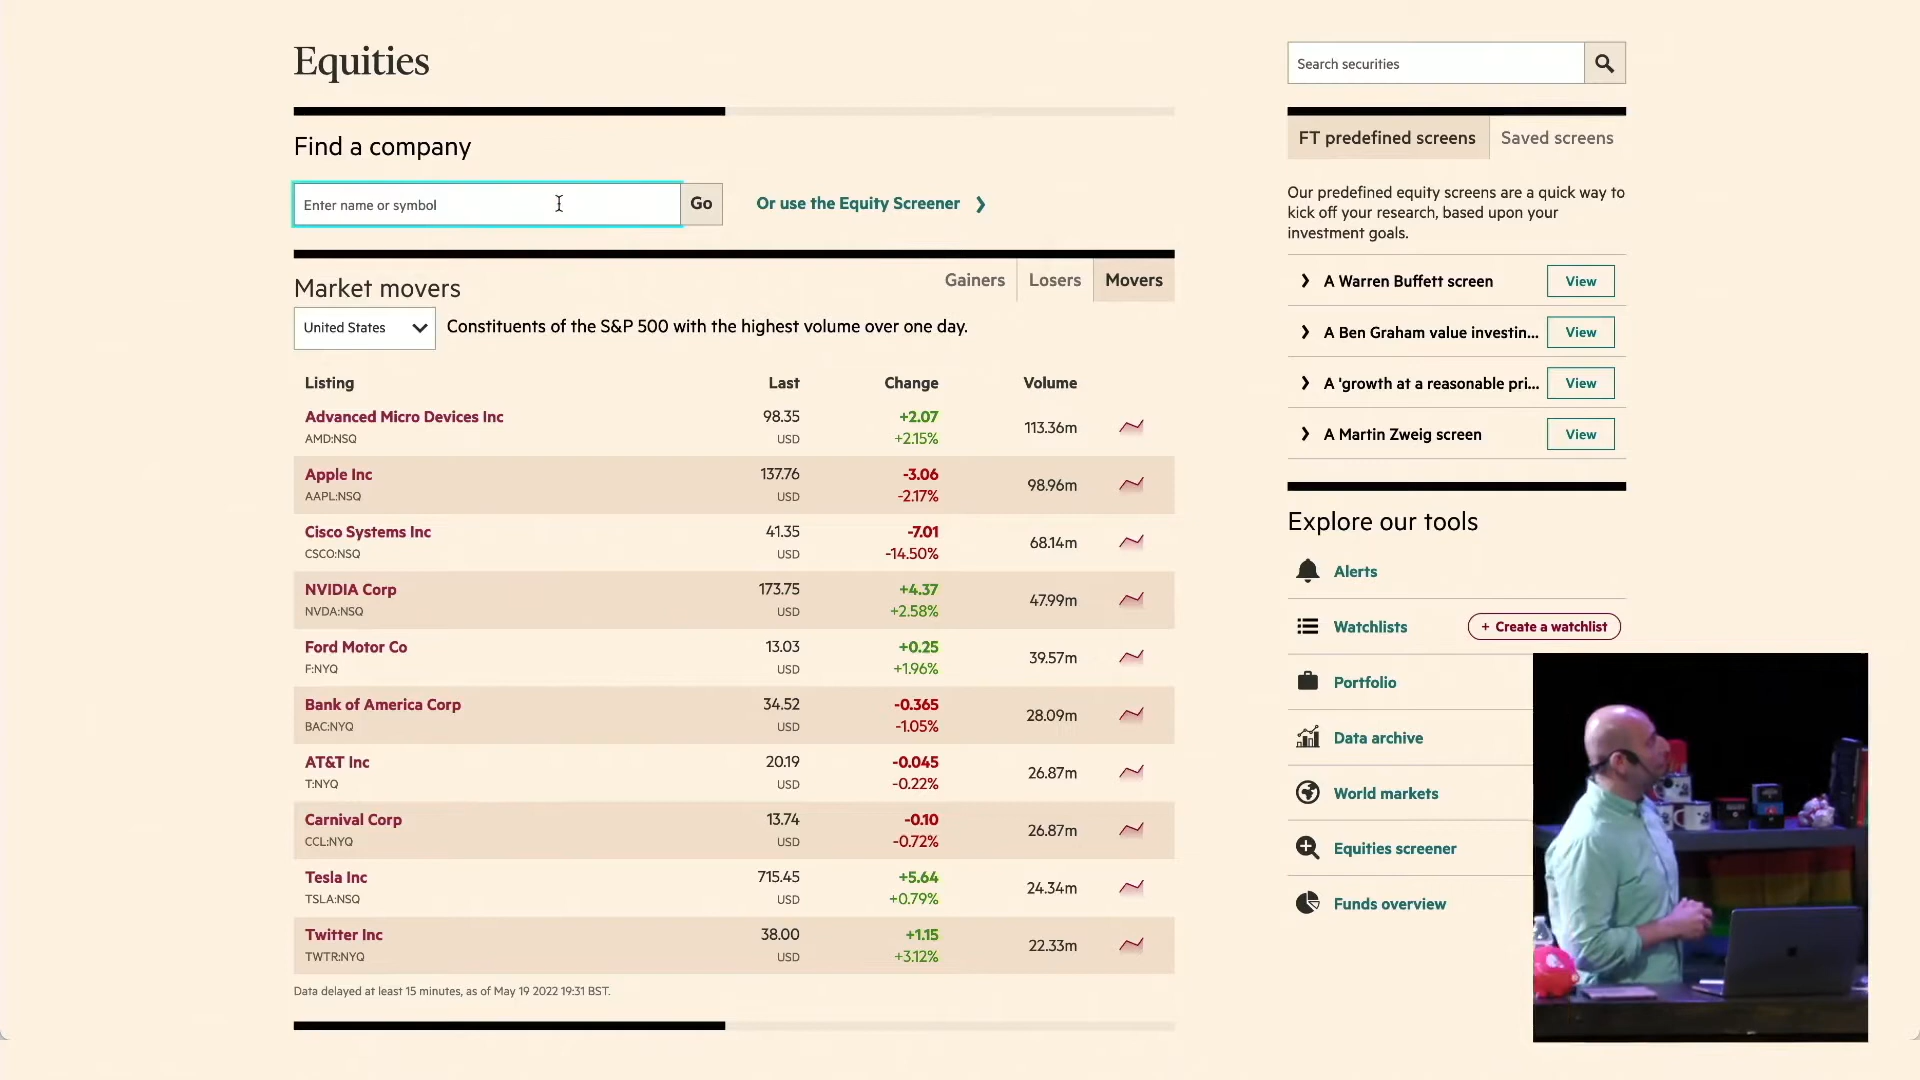 Equities
Search securities
Find a company
Enter name or symbol
Go
Or use the Equity Screener
FT predefined screens
Saved screens
Our predefined equity screens are a quick way to
kick off your research, based upon your
investment goals.
A Warren Buffett screen
View
A Ben Graham value investin...
View
A 'growth at a reasonable pri...
View
A Martin Zweig screen
View
Market movers
Gainers
Losers
Movers
United States
Constituents of the S&P 500 with the highest volume over one day.
Listing Last Change Volume
Advanced Micro Devices Inc 98.35 +2.07 113.36m
AMD:NSQ USD +2.15%
Apple Inc 137.76 -3.06 98.96m
AAPL:NSQ USD -2.17%
Cisco Systems Inc 41.35 -7.01 68.14m
CSCO:NSQ USD -14.50%
NVIDIA Corp 173.75 +4.37 47.99m
NVDA:NSQ USD +2.58%
Ford Motor Co 13.03 +0.25 39.57m
F:NYQ USD +1.96%
Bank of America Corp 34.52 -0.365 28.09m
BAC:NYQ USD -1.05%
AT&T Inc 20.19 -0.045 26.87m
T:NYQ USD -0.22%
Carnival Corp 13.74 -0.10 26.87m
CCL:NYQ USD -0.72%
Tesla Inc 715.45 +5.64 24.34m
TSLA:NSQ USD +0.79%
Twitter Inc 38.00 +1.15 22.33m
TWTR:NYQ USD +3.12%
Data delayed at least 15 minutes, as of May 19 2022 19:31 BST.
Explore our tools
Alerts
Watchlists
+ Create a watchlist
Portfolio
Data archive
World markets
Equities screener
Funds overview